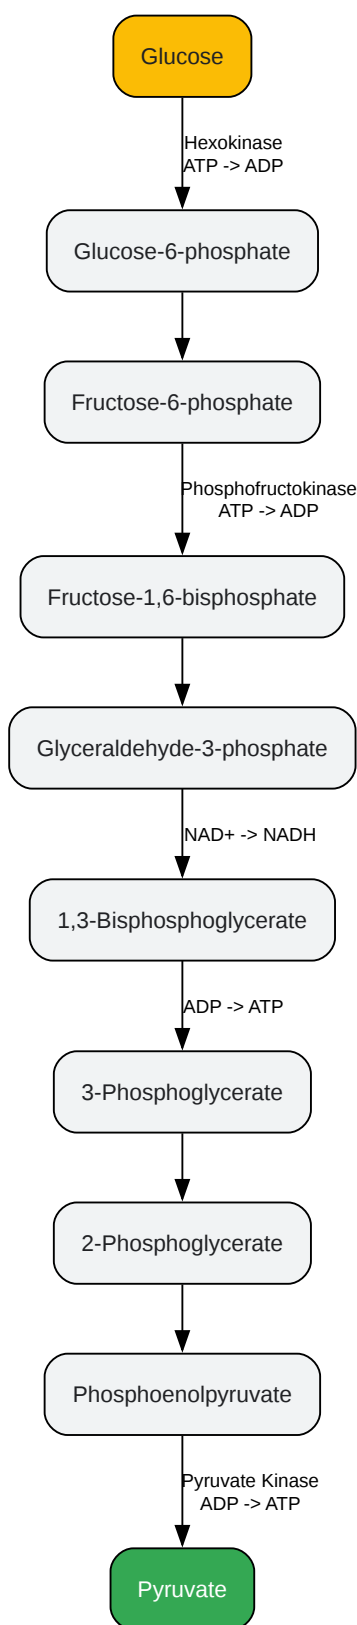 Glucose
Hexokinase
ATP -> ADP
Glucose-6-phosphate
Fructose-6-phosphate
Phosphofructokinase
ATP -> ADP
Fructose-1,6-bisphosphate
Glyceraldehyde-3-phosphate
NAD+ -> NADH
1,3-Bisphosphoglycerate
ADP -> ATP
3-Phosphoglycerate
2-Phosphoglycerate
Phosphoenolpyruvate
Pyruvate Kinase
ADP -> ATP
Pyruvate